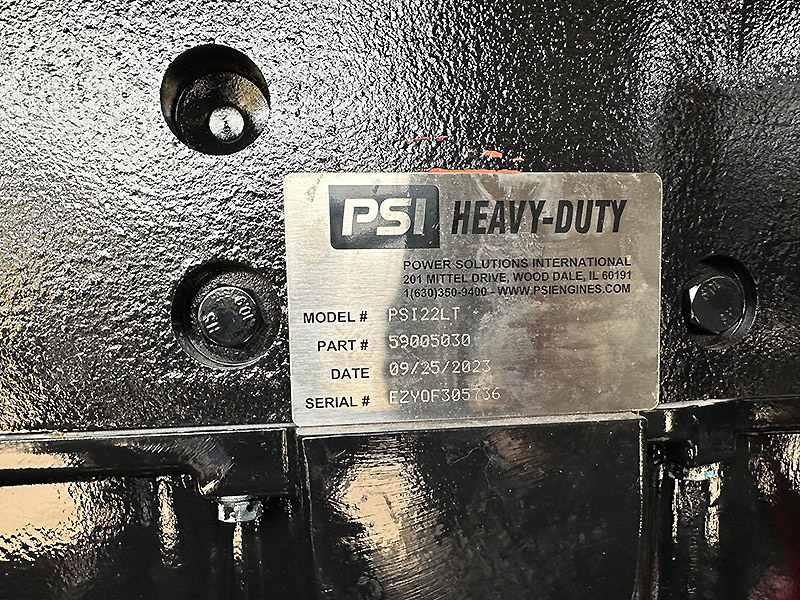 PSI HEAVY-DUTY
POWER SOLUTIONS INTERNATIONAL
201 MITTEL DRIVE, WOOD DALE, IL 60191
1(630)350-9400 - WWW.PSIENGINES.COM
MODEL # PSI22LT
PART # 59005030
DATE 09/25/2023
SERIAL # EZYOF305736